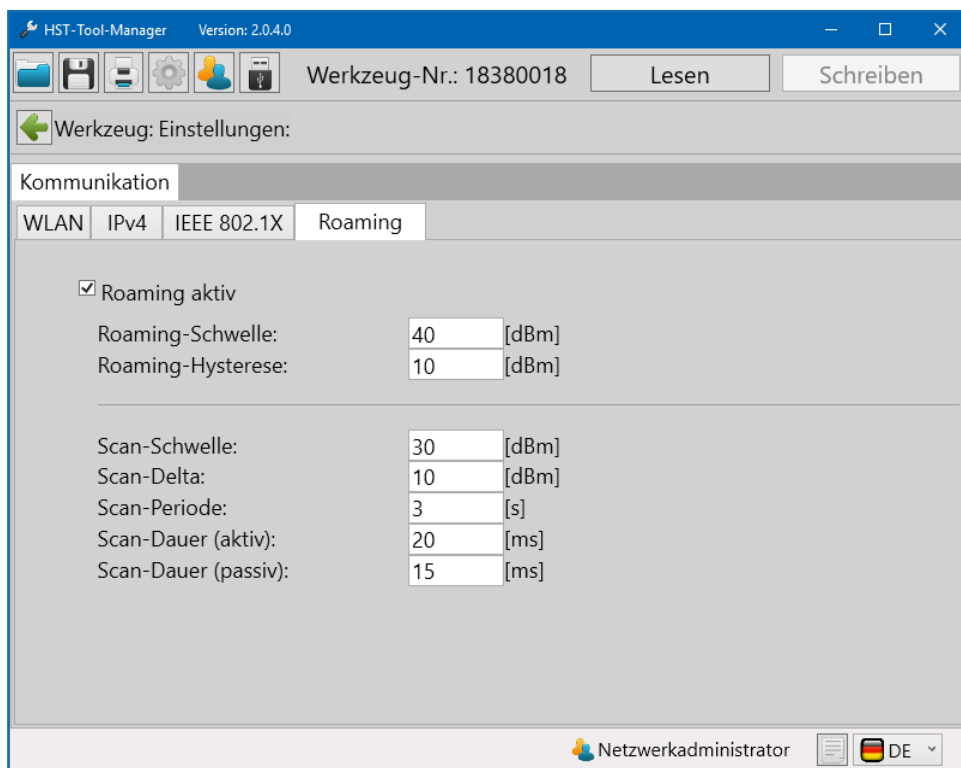 HST-Tool-Manager Version: 2.0.4.0
Werkzeug-Nr.: 18380018 Lesen Schreiben
Werkzeug: Einstellungen:
Kommunikation
WLAN IPv4 IEEE 802.1X Roaming
Roaming aktiv
Roaming-Schwelle: 40 [dBm]
Roaming-Hysterese: 10 [dBm]
Scan-Schwelle: 30 [dBm]
Scan-Delta: 10 [dBm]
Scan-Periode: 3 [s]
Scan-Dauer (aktiv): 20 [ms]
Scan-Dauer (passiv): 15 [ms]
Netzwerkadministrator DE